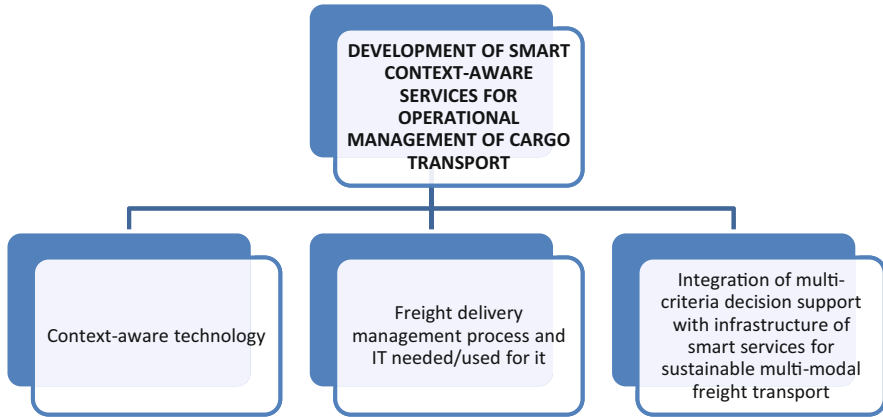 DEVELOPMENT OF SMART
CONTEXT-AWARE
SERVICES FOR
OPERATIONAL
MANAGEMENT OF CARGO
TRANSPORT
Context-aware technology
Freight delivery
management process and
IT needed/used for it
Integration of multi-
criteria decision support
with infrastructure of
smart services for
sustainable multi-modal
freight transport